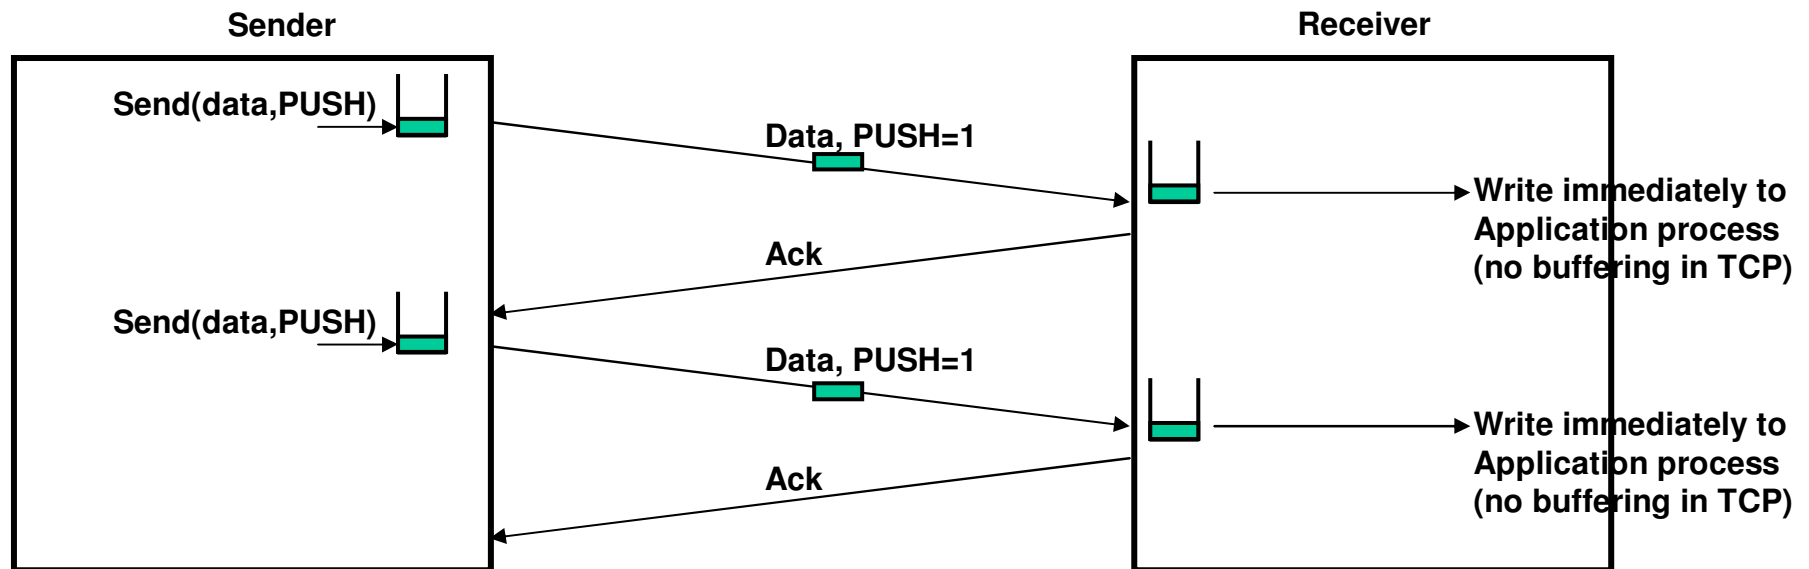 Sender
Receiver
Send(data,PUSH)
Data, PUSH=1
Write immediately to
Application process
(no buffering in TCP)
Ack
Send(data,PUSH)
Data, PUSH=1
Write immediately to
Application process
(no buffering in TCP)
Ack